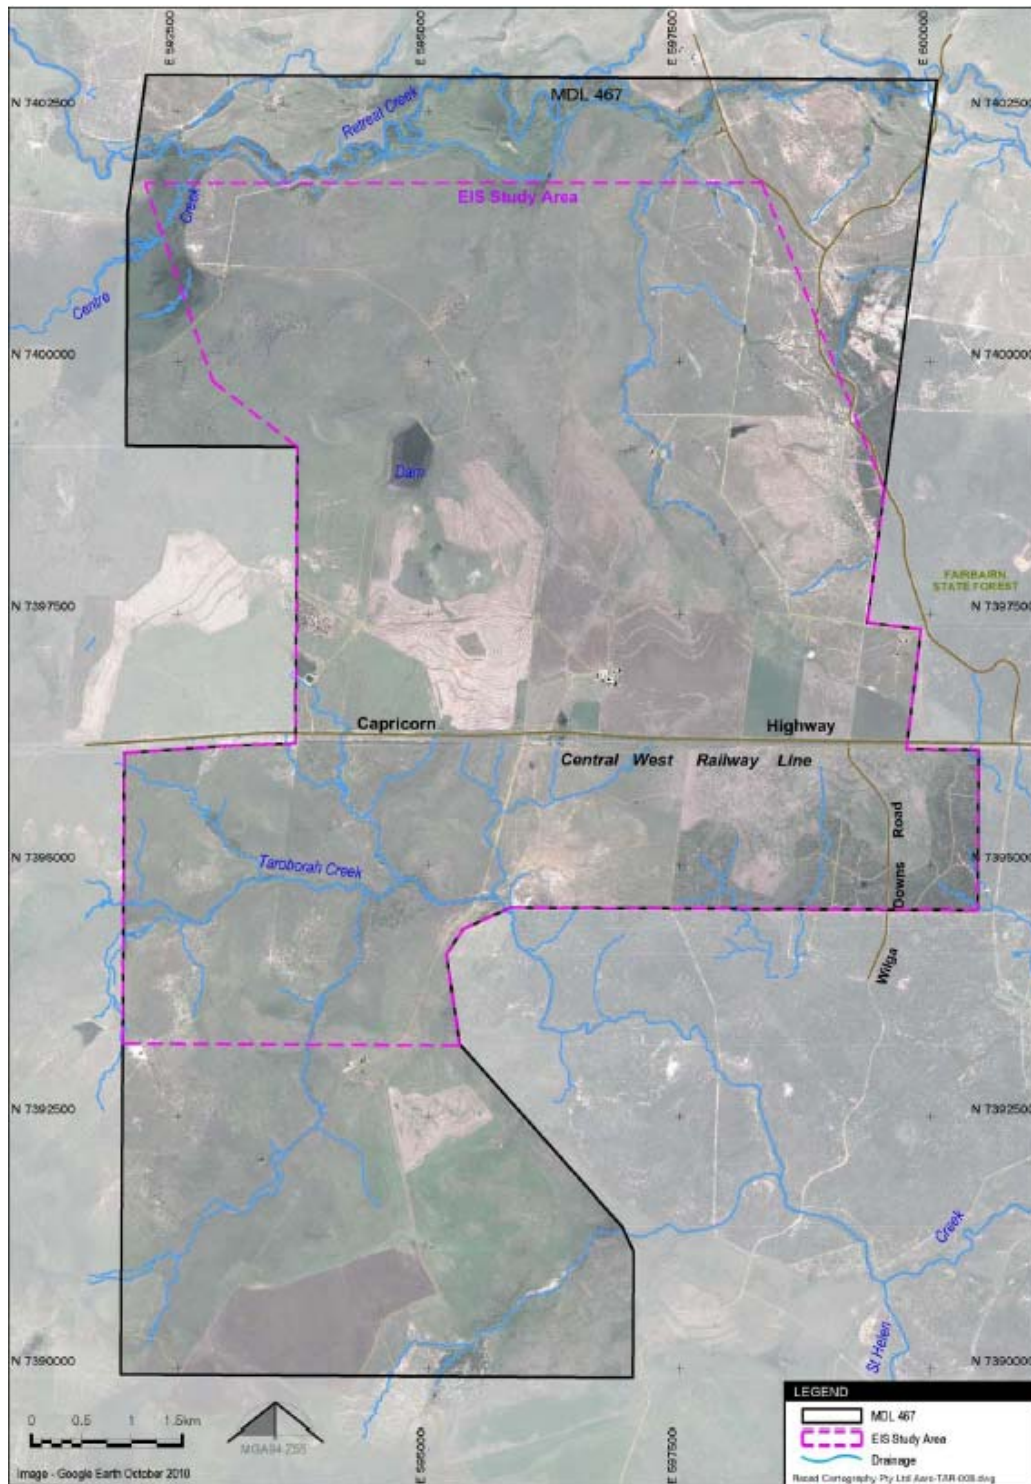 E 592500
E 595000
E 597500
E 600000
N 7402500
MDL 467
N 7402500
Retreat Creek
EIS Study Area
Creek
Centre
N 7400000
N 7400000
Dam
FAIRBAIRN
STATE FOREST
N 7397500
N 7397500
Capricorn
Highway
Central West Railway Line
Road
Taroborah Creek
N 7395000
N 7395000
Downs
Wilga
N 7392500
N 7392500
Creek
St Helen
N 7390000
N 7390000
LEGEND
0 0.5 1 1.5km
MDL 467
MGA94 Z55
EIS Study Area
Drainage
E 595000
E 597500
Image - Google Earth October 2010
Cartography Pty Ltd